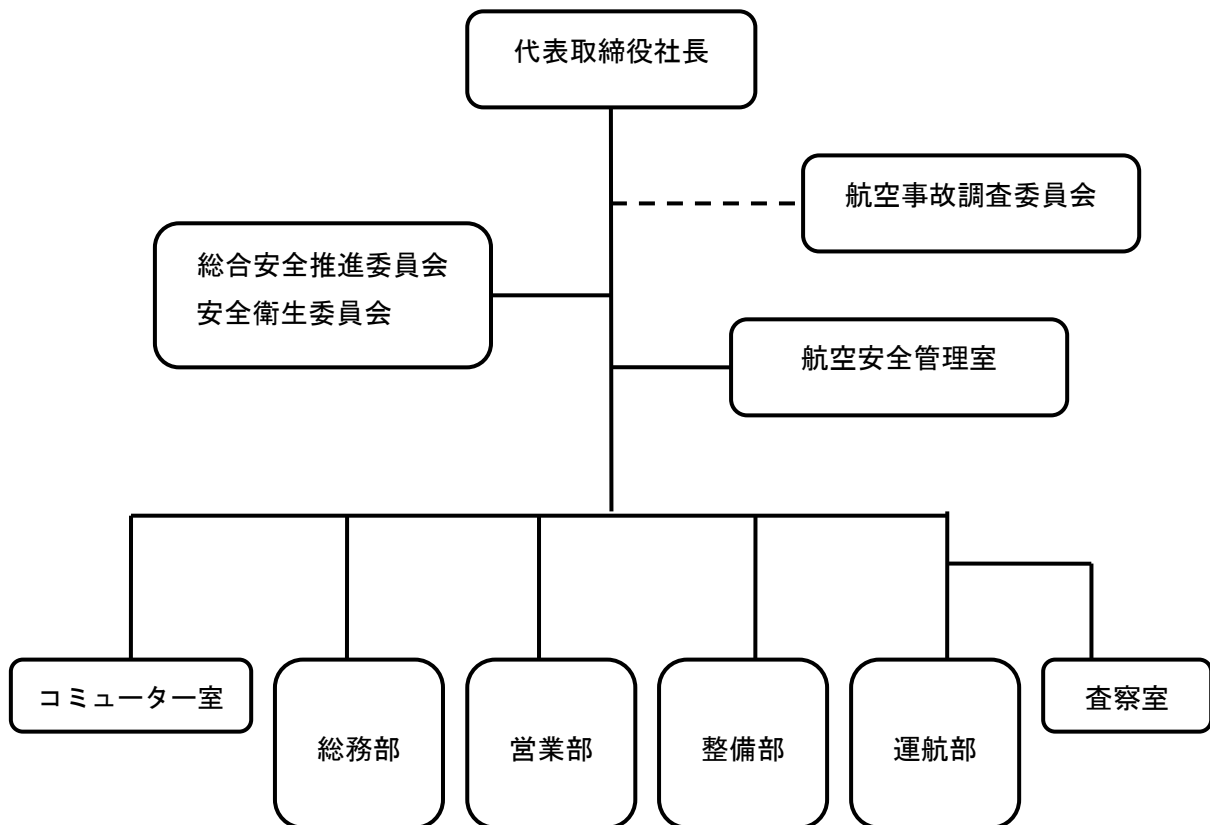 代表取締役社長
航空事故調査委員会
総合安全推進委員会
安全衛生委員会
航空安全管理室
コミューター室
総務部
営業部
整備部
運航部
査察室